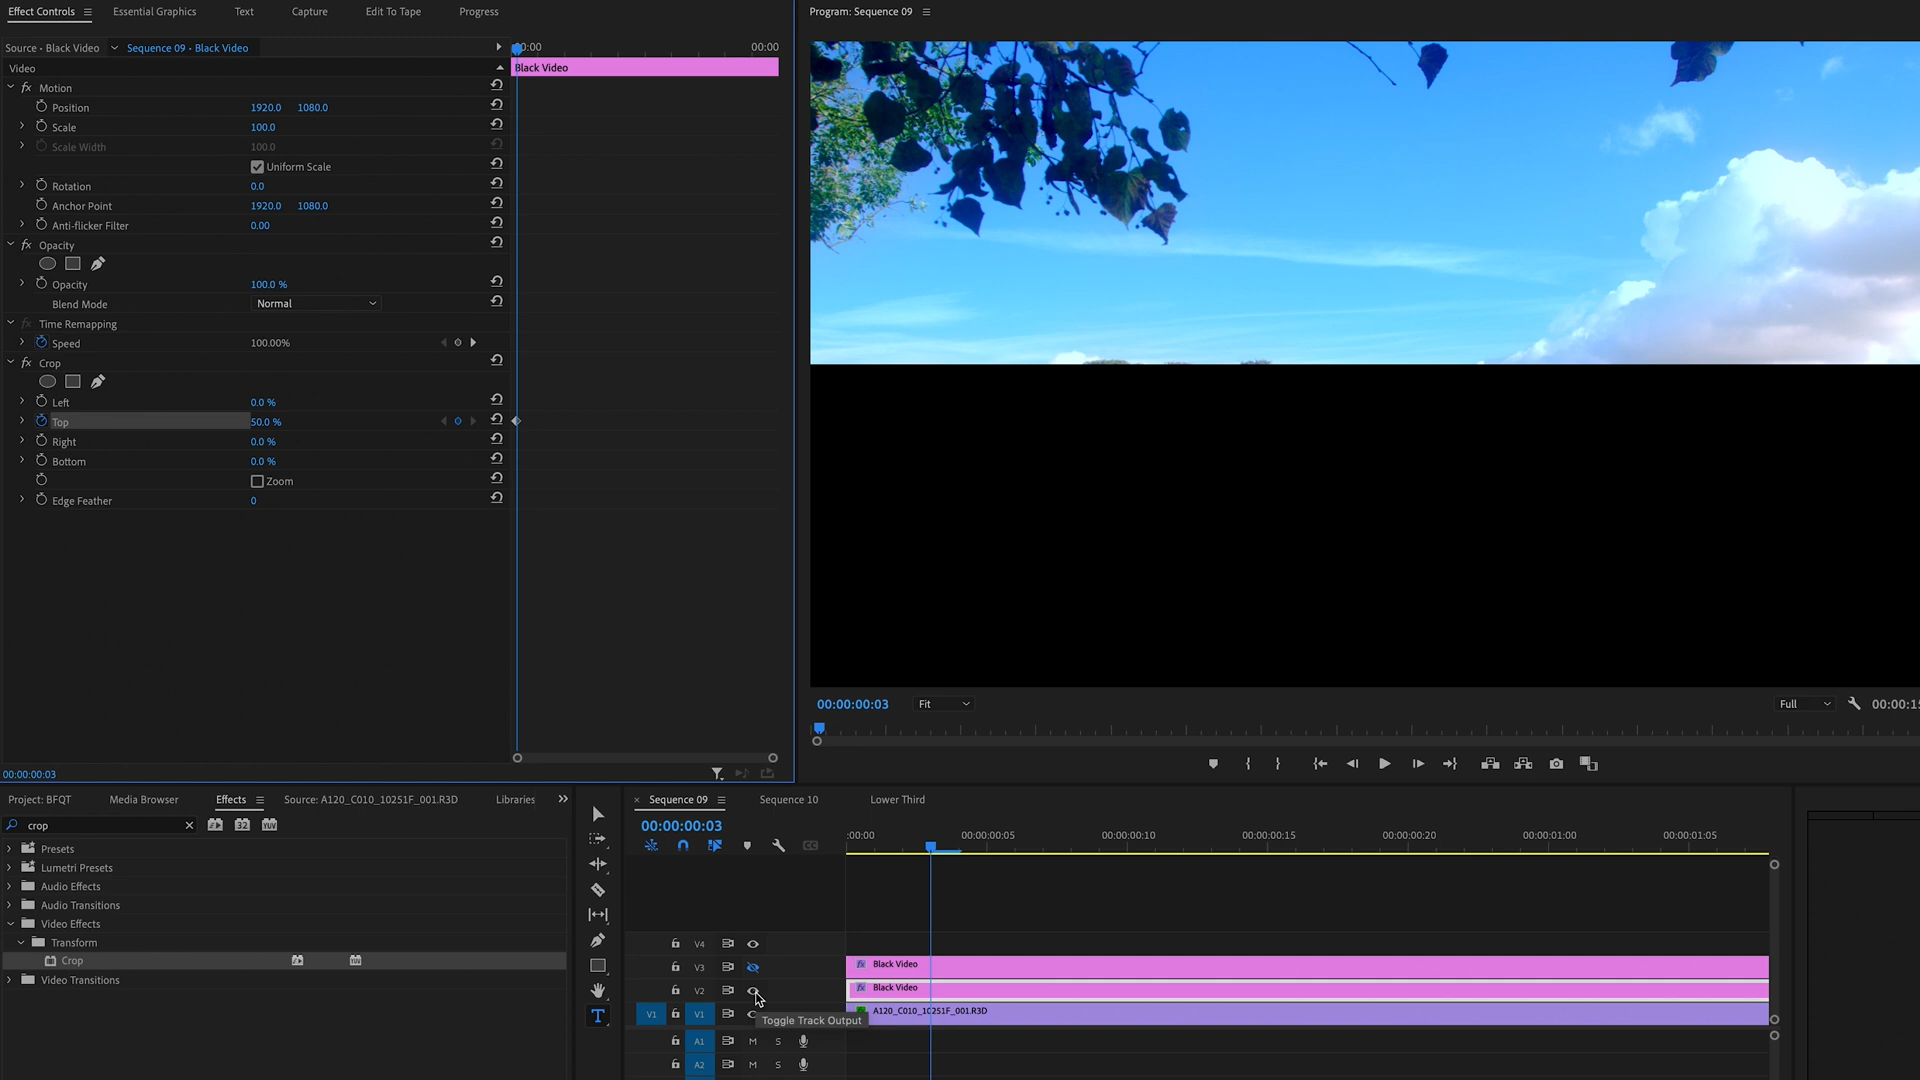 Effect Controls
Essential Graphics
Text
Capture
Edit To Tape
Progress
Program: Sequence 09
Source • Black Video
Sequence 09 • Black Video
00:00
00:00
Video
Black Video
Motion
Position 1920.0 1080.0
Scale 100.0
Scale Width 100.0
Uniform Scale
Rotation 0.0
Anchor Point 1920.0 1080.0
Anti-flicker Filter 0.00
Opacity
Opacity 100.0 %
Blend Mode Normal
Time Remapping
Speed 100.00%
Crop
Left 0.0 %
Top 50.0 %
Right 0.0 %
Bottom 0.0 %
Zoom
Edge Feather 0
00:00:00:03
Fit
Full
00:00:15
00:00:00:03
Project: BFQT
Media Browser
Effects
Source: A120_C010_10251F_001.R3D
Libraries
crop
32
YUV
Presets
Lumetri Presets
Audio Effects
Audio Transitions
Video Effects
Transform
Crop
Video Transitions
Sequence 09
Sequence 10
Lower Third
00:00:00:03
:00:00
00:00:00:05
00:00:00:10
00:00:00:15
00:00:00:20
00:00:01:00
00:00:01:05
V4
V3
Black Video
V2
Black Video
V1 V1
A120_C010_10251F_001.R3D
Toggle Track Output
A1 M S
A2 M S